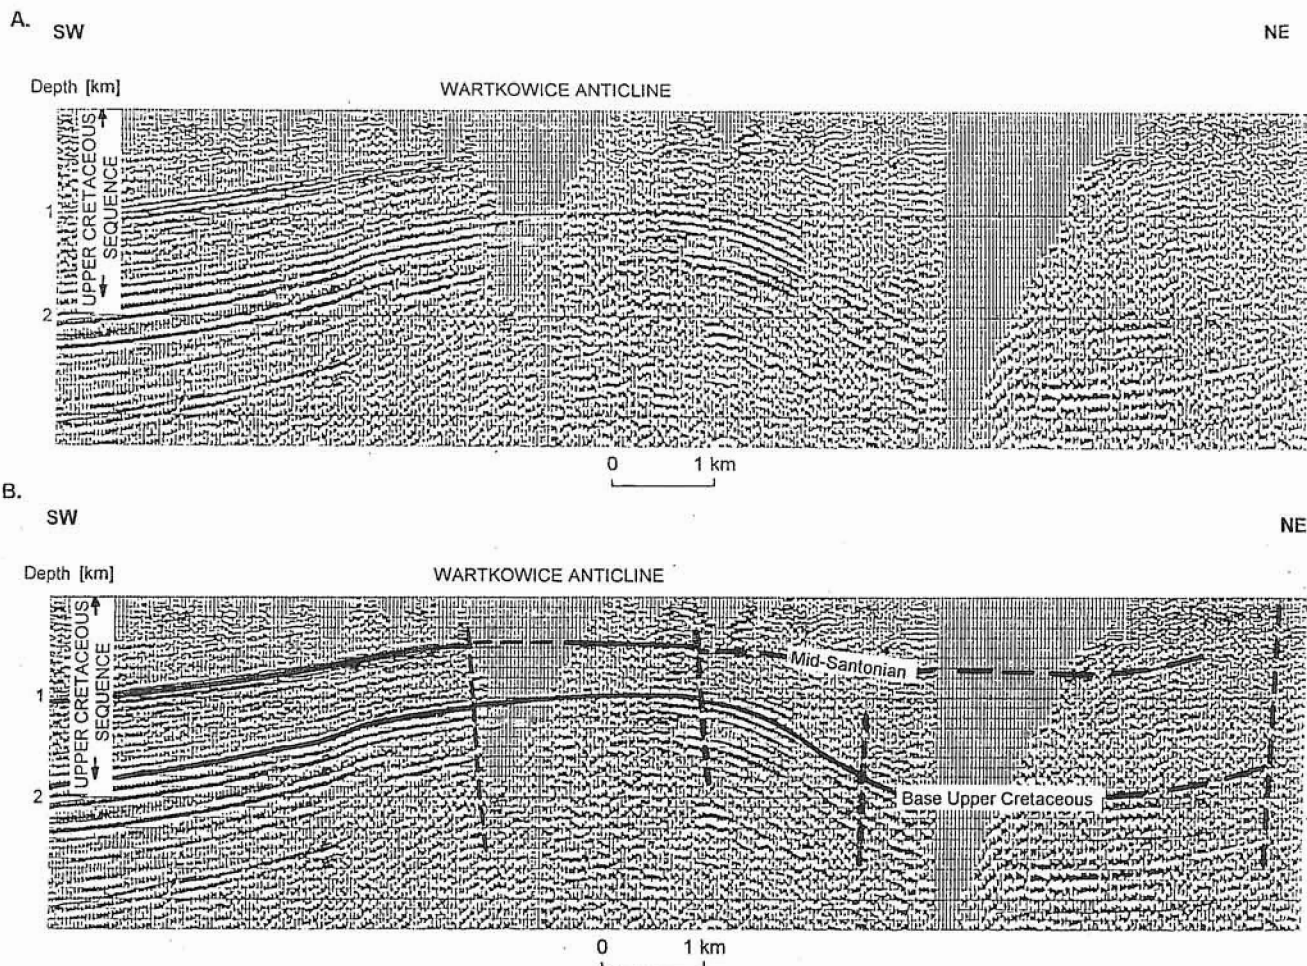 A.
SW
NE
Depth [km]
WARTKOWICE ANTICLINE
UPPER CRETACEOUS
SEQUENCE
1
2
0 1 km
B.
SW
NE
Depth [km]
WARTKOWICE ANTICLINE
UPPER CRETACEOUS
SEQUENCE
Mid-Santonian
1
2
Base Upper Cretaceous
0 1 km